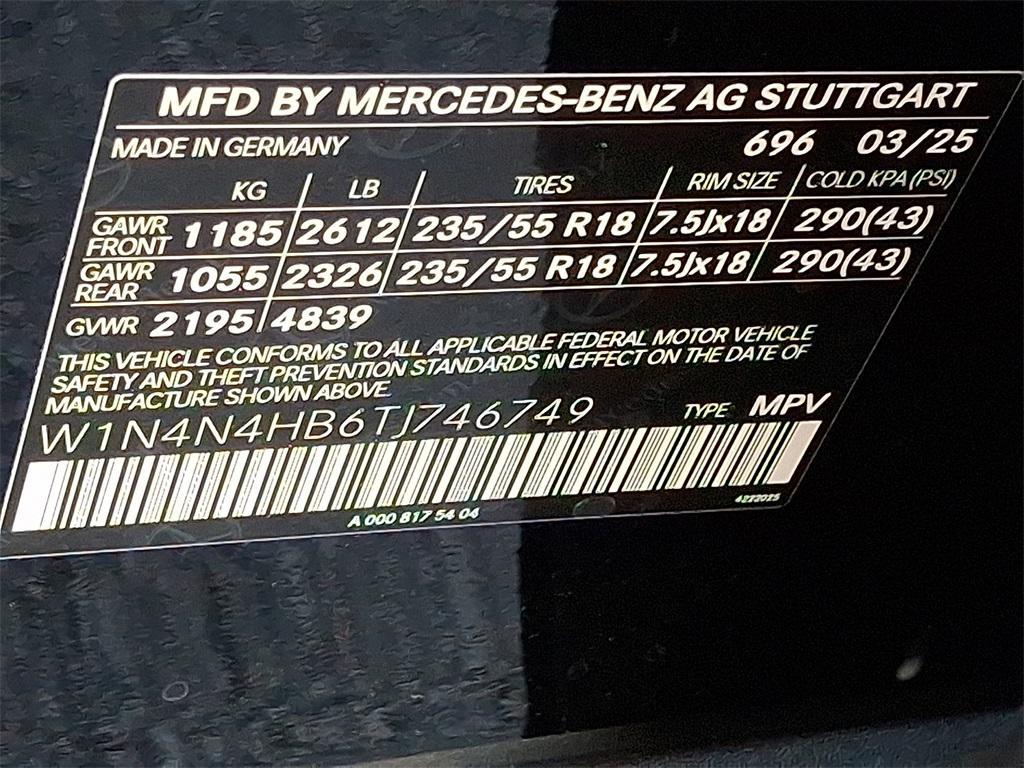 MFD BY MERCEDES-BENZ AG STUTTGART
MADE IN GERMANY 696 03/25
KG LB TIRES RIM SIZE COLD KPA (PSI)
GAWR FRONT 1185 2612 235/55 R18 7.5Jx18 290(43)
GAWR REAR 1055 2326 235/55 R18 7.5Jx18 290(43)
GVWR 2195 4839
THIS VEHICLE CONFORMS TO ALL APPLICABLE FEDERAL MOTOR VEHICLE
SAFETY AND THEFT PREVENTION STANDARDS IN EFFECT ON THE DATE OF
MANUFACTURE SHOWN ABOVE.
W1N4N4HB6TJ746749 TYPE MPV
4222025
A 000 817 54 04